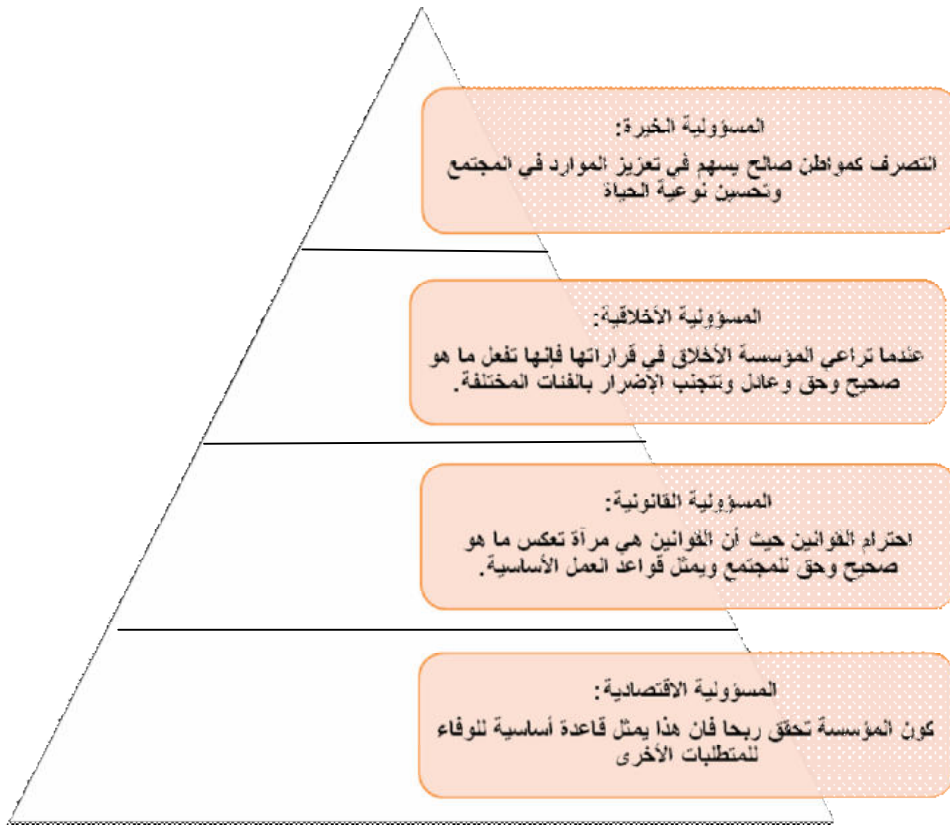 المسؤولية الخيرة:
التصرف كمواطن صالح يسهم في تعزيز الموارد في المجتمع
وتحسين نوعية الحياة
المسؤولية الأخلاقية:
عندما تراعي المؤسسة الأخلاق في قراراتها فإنها تفعل ما هو
صحيح وحق وعادل وتتجنب الإضرار بالفئات المختلفة.
المسؤولية القانونية:
احترام القوانين حيث أن القوانين هي مرآة تعكس ما هو
صحيح وحق للمجتمع ويمثل قواعد العمل الأساسية.
المسؤولية الاقتصادية:
كون المؤسسة تحقق ربحا فان هذا يمثل قاعدة أساسية للوفاء
للمتطلبات الأخرى